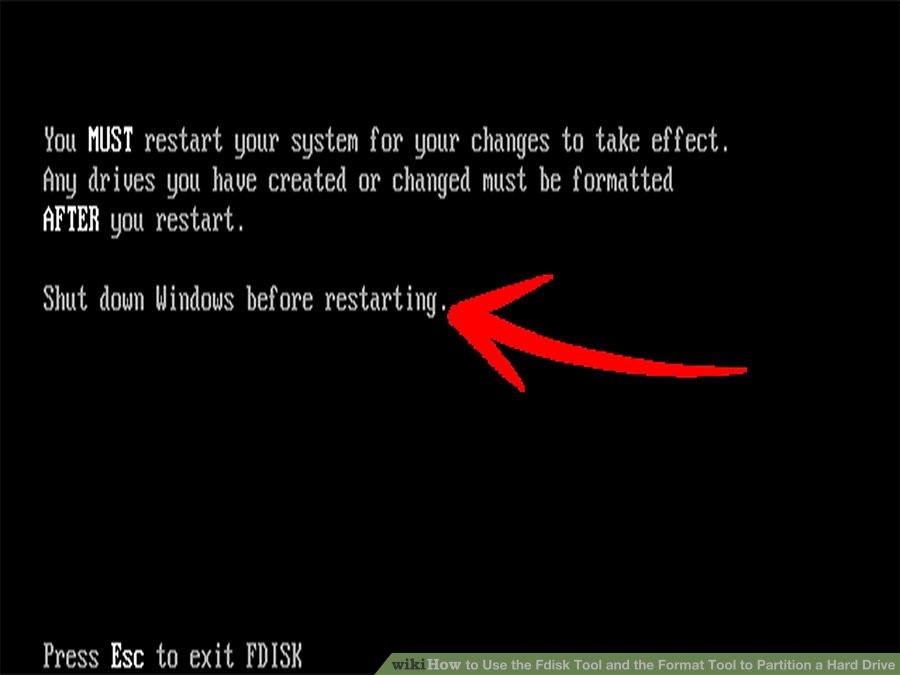 You MUST restart your system for your changes to take effect.
Any drives you have created or changed must be formatted
AFTER you restart.
Shut down Windows before restarting.
Press Esc to exit FDISK
wikiHow to Use the Fdisk Tool and the Format Tool to Partition a Hard Drive